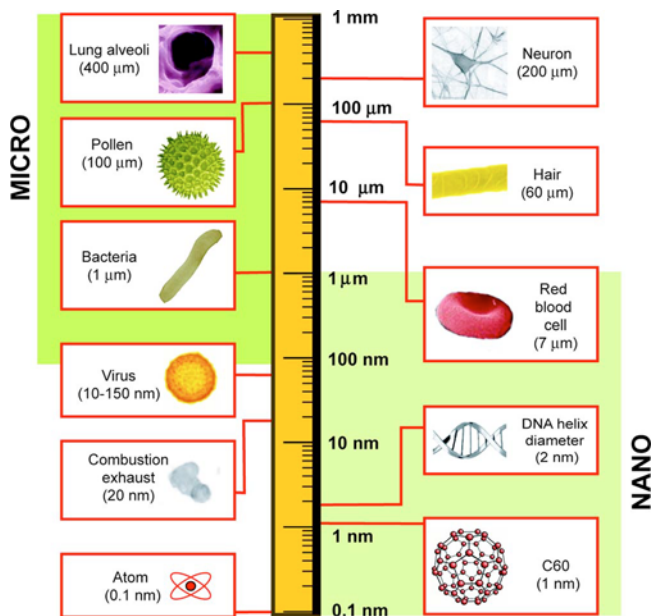 MICRO
Lung alveoli
(400 µm)
Pollen
(100 µm)
Bacteria
(1 µm)
Virus
(10-150 nm)
Combustion
exhaust
(20 nm)
Atom
(0.1 nm)
1 mm
100 µm
10 µm
1µm
100 nm
10 nm
1 nm
0.1 nm
Neuron
(200 µm)
Hair
(60 µm)
Red
blood
cell
(7 µm)
DNA helix
diameter
(2 nm)
C60
(1 nm)
NANO